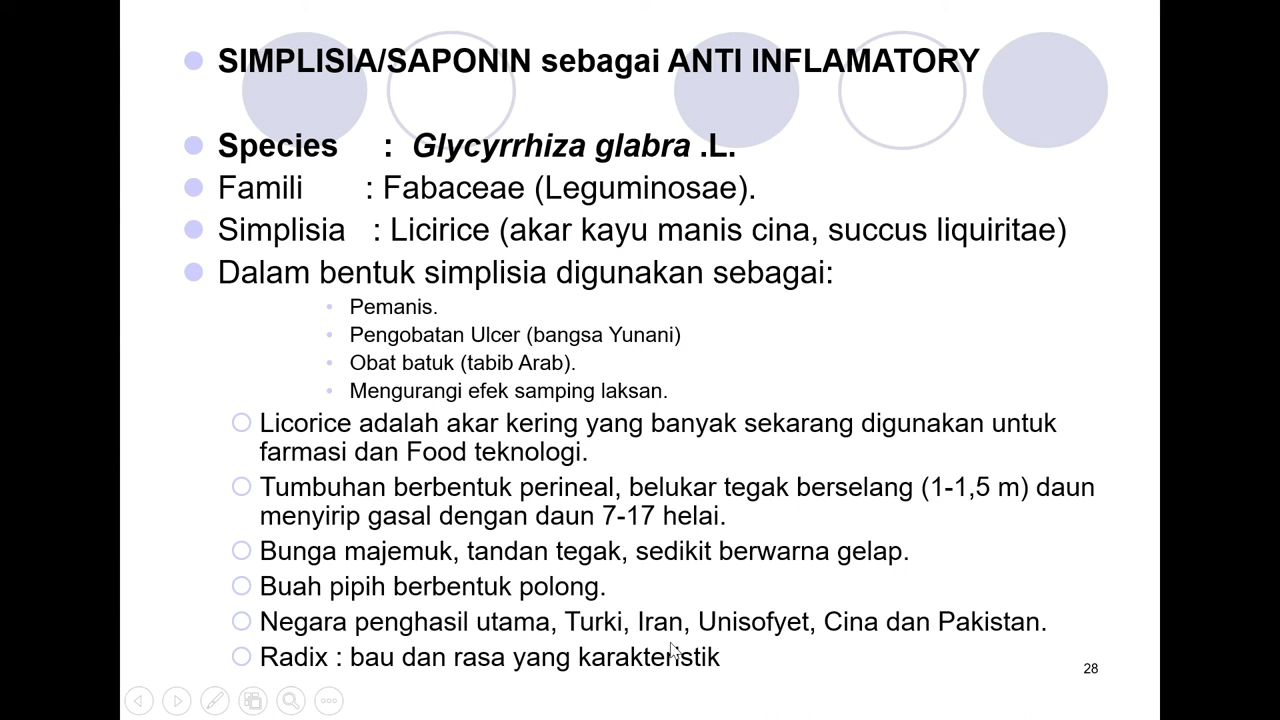 SIMPLISIA/SAPONIN sebagai ANTI INFLAMATORY
Species : Glycyrrhiza glabra .L.
Famili : Fabaceae (Leguminosae).
Simplisia : Licirice (akar kayu manis cina, succus liquiritae)
Dalam bentuk simplisia digunakan sebagai:
Pemanis.
Pengobatan Ulcer (bangsa Yunani)
Obat batuk (tabib Arab).
Mengurangi efek samping laksan.
Licorice adalah akar kering yang banyak sekarang digunakan untuk
farmasi dan Food teknologi.
Tumbuhan berbentuk perineal, belukar tegak berselang (1-1,5 m) daun
menyirip gasal dengan daun 7-17 helai.
Bunga majemuk, tandan tegak, sedikit berwarna gelap.
Buah pipih berbentuk polong.
Negara penghasil utama, Turki, Iran, Unisofyet, Cina dan Pakistan.
Radix : bau dan rasa yang karakteristik
28